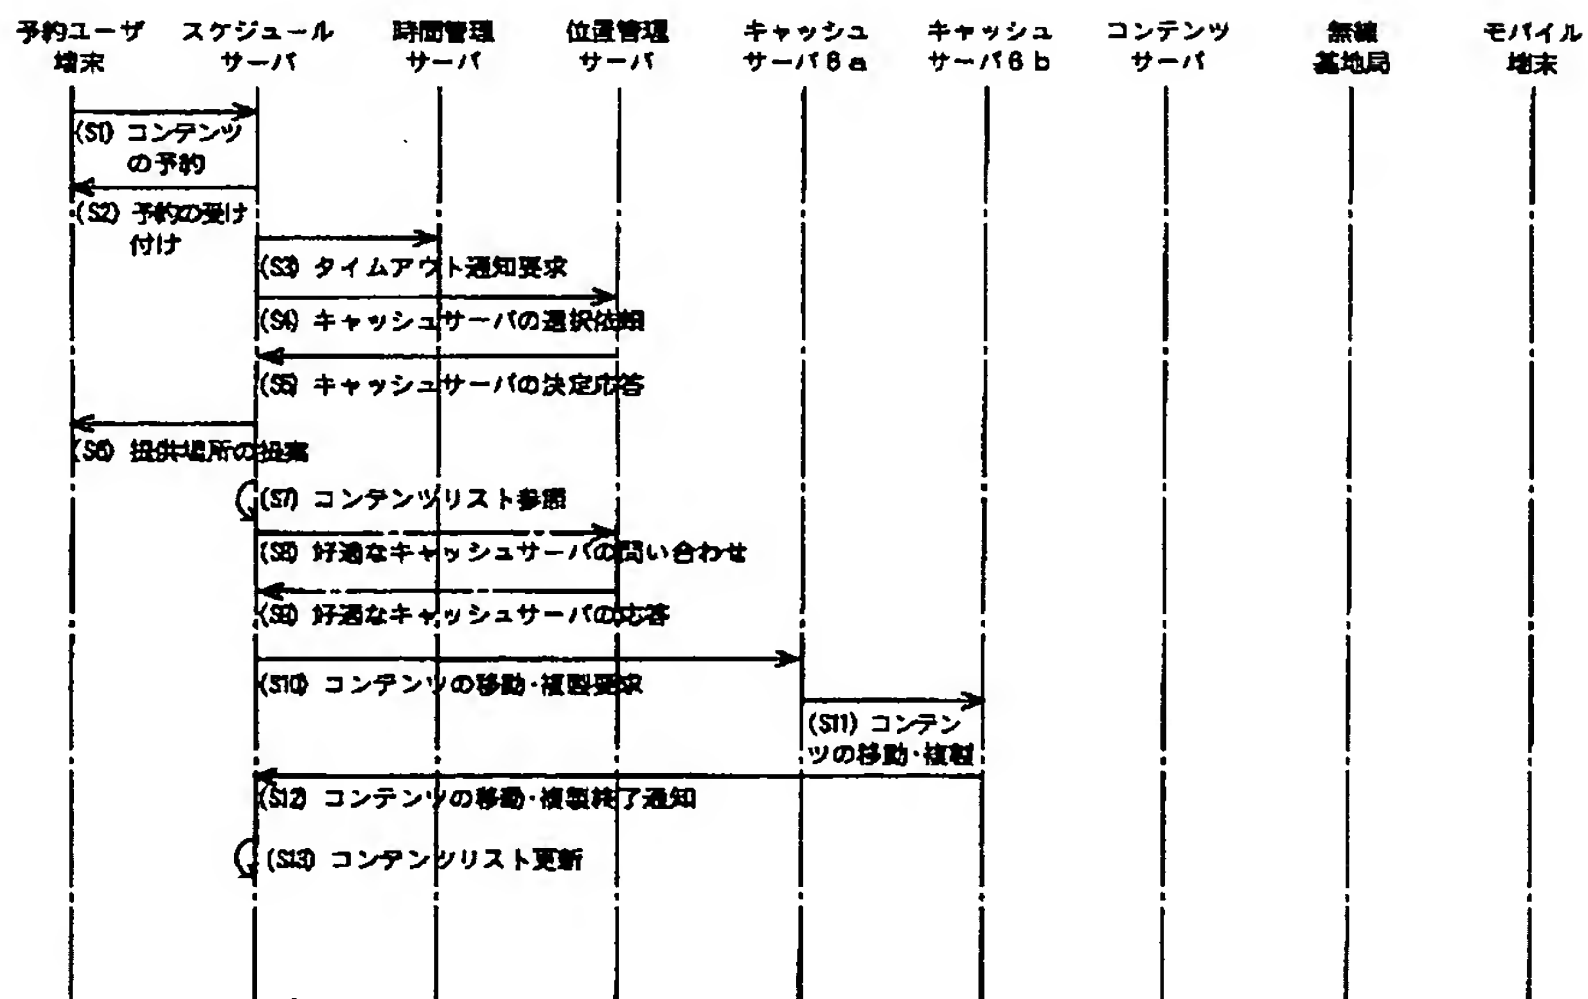 予約ユーザ
端末
スケジュール
サーバ
時間管理
サーバ
位置管理
サーバ
キャッシュ
サーバ6a
キャッシュ
サーバ6b
コンテンツ
サーバ
無線
基地局
モバイル
端末
(S1) コンテンツ
の予約
(S2) 予約の受け
付け
(S3) タイムアウト通知要求
(S4) キャッシュサーバの選択依頼
(S5) キャッシュサーバの決定応答
(S6) 提供場所の提案
(S7) コンテンツリスト参照
(S8) 好適なキャッシュサーバの問い合わせ
(S9) 好適なキャッシュサーバの応答
(S10) コンテンツの移動・複製要求
(S11) コンテン
ツの移動・複製
(S12) コンテンツの移動・複製終了通知
(S13) コンテンツリスト更新